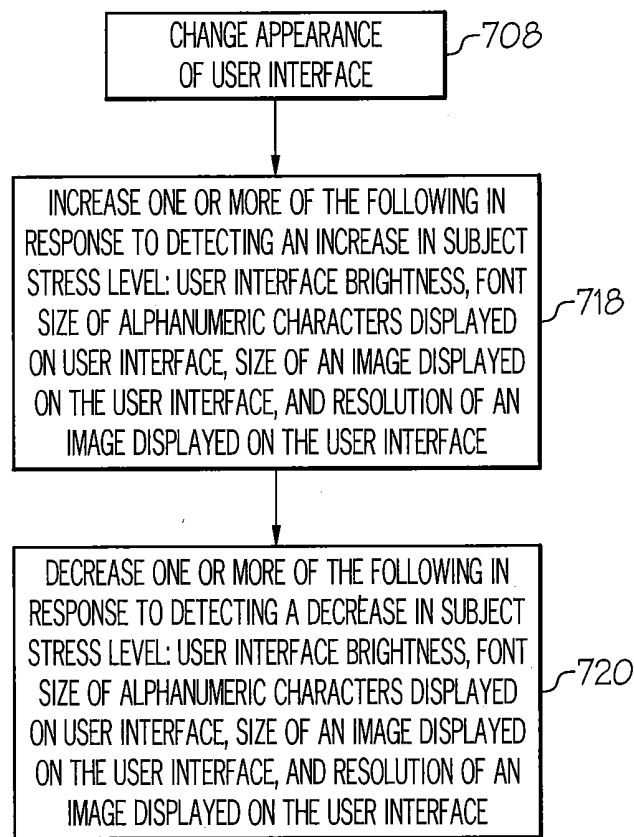 CHANGE APPEARANCE
OF USER INTERFACE
708
INCREASE ONE OR MORE OF THE FOLLOWING IN
RESPONSE TO DETECTING AN INCREASE IN SUBJECT
STRESS LEVEL: USER INTERFACE BRIGHTNESS, FONT
SIZE OF ALPHANUMERIC CHARACTERS DISPLAYED
ON USER INTERFACE, SIZE OF AN IMAGE DISPLAYED
ON THE USER INTERFACE, AND RESOLUTION OF AN
IMAGE DISPLAYED ON THE USER INTERFACE
718
DECREASE ONE OR MORE OF THE FOLLOWING IN
RESPONSE TO DETECTING A DECREASE IN SUBJECT
STRESS LEVEL: USER INTERFACE BRIGHTNESS, FONT
SIZE OF ALPHANUMERIC CHARACTERS DISPLAYED
ON USER INTERFACE, SIZE OF AN IMAGE DISPLAYED
ON THE USER INTERFACE, AND RESOLUTION OF AN
IMAGE DISPLAYED ON THE USER INTERFACE
720